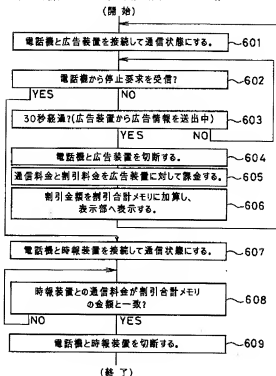 (開 始)
電話機と広告装置を接続して通信状態にする。
601
電話機から停止要求を受信?
602
YES
NO
30秒経過?(広告装置から広告情報を送出中)
603
YES
NO
電話機と広告装置を切断する。
604
通信料金と割引料金を広告装置に対して課金する。
605
割引金額を割引合計メモリに加算し、
表示部へ表示する。
606
電話機と時報装置を接続して通信状態にする。
607
時報装置との通信料金が割引合計メモリ
の金額と一致?
608
NO
YES
電話機と時報装置を切断する。
609
(終 了)